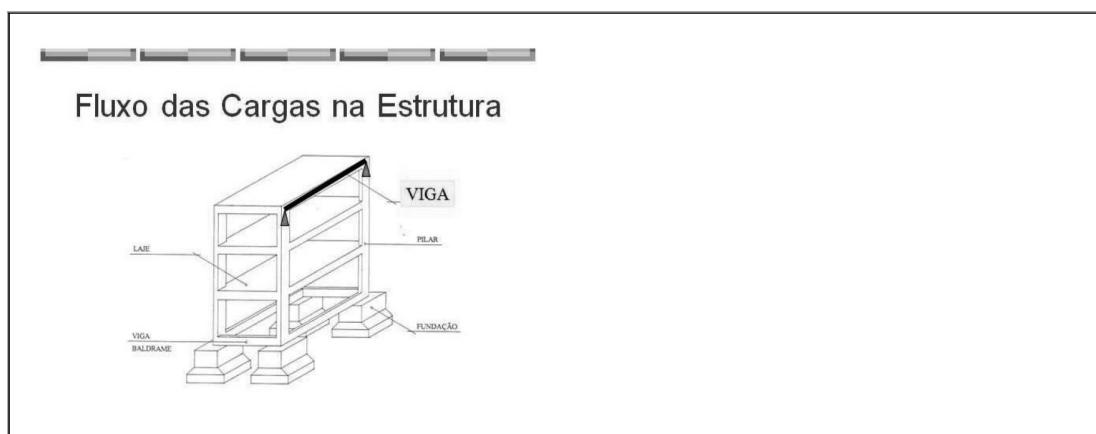 Fluxo das Cargas na Estrutura
VIGA
PILAR
LAJE
FUNDAÇÃO
VIGA
BALDRAME